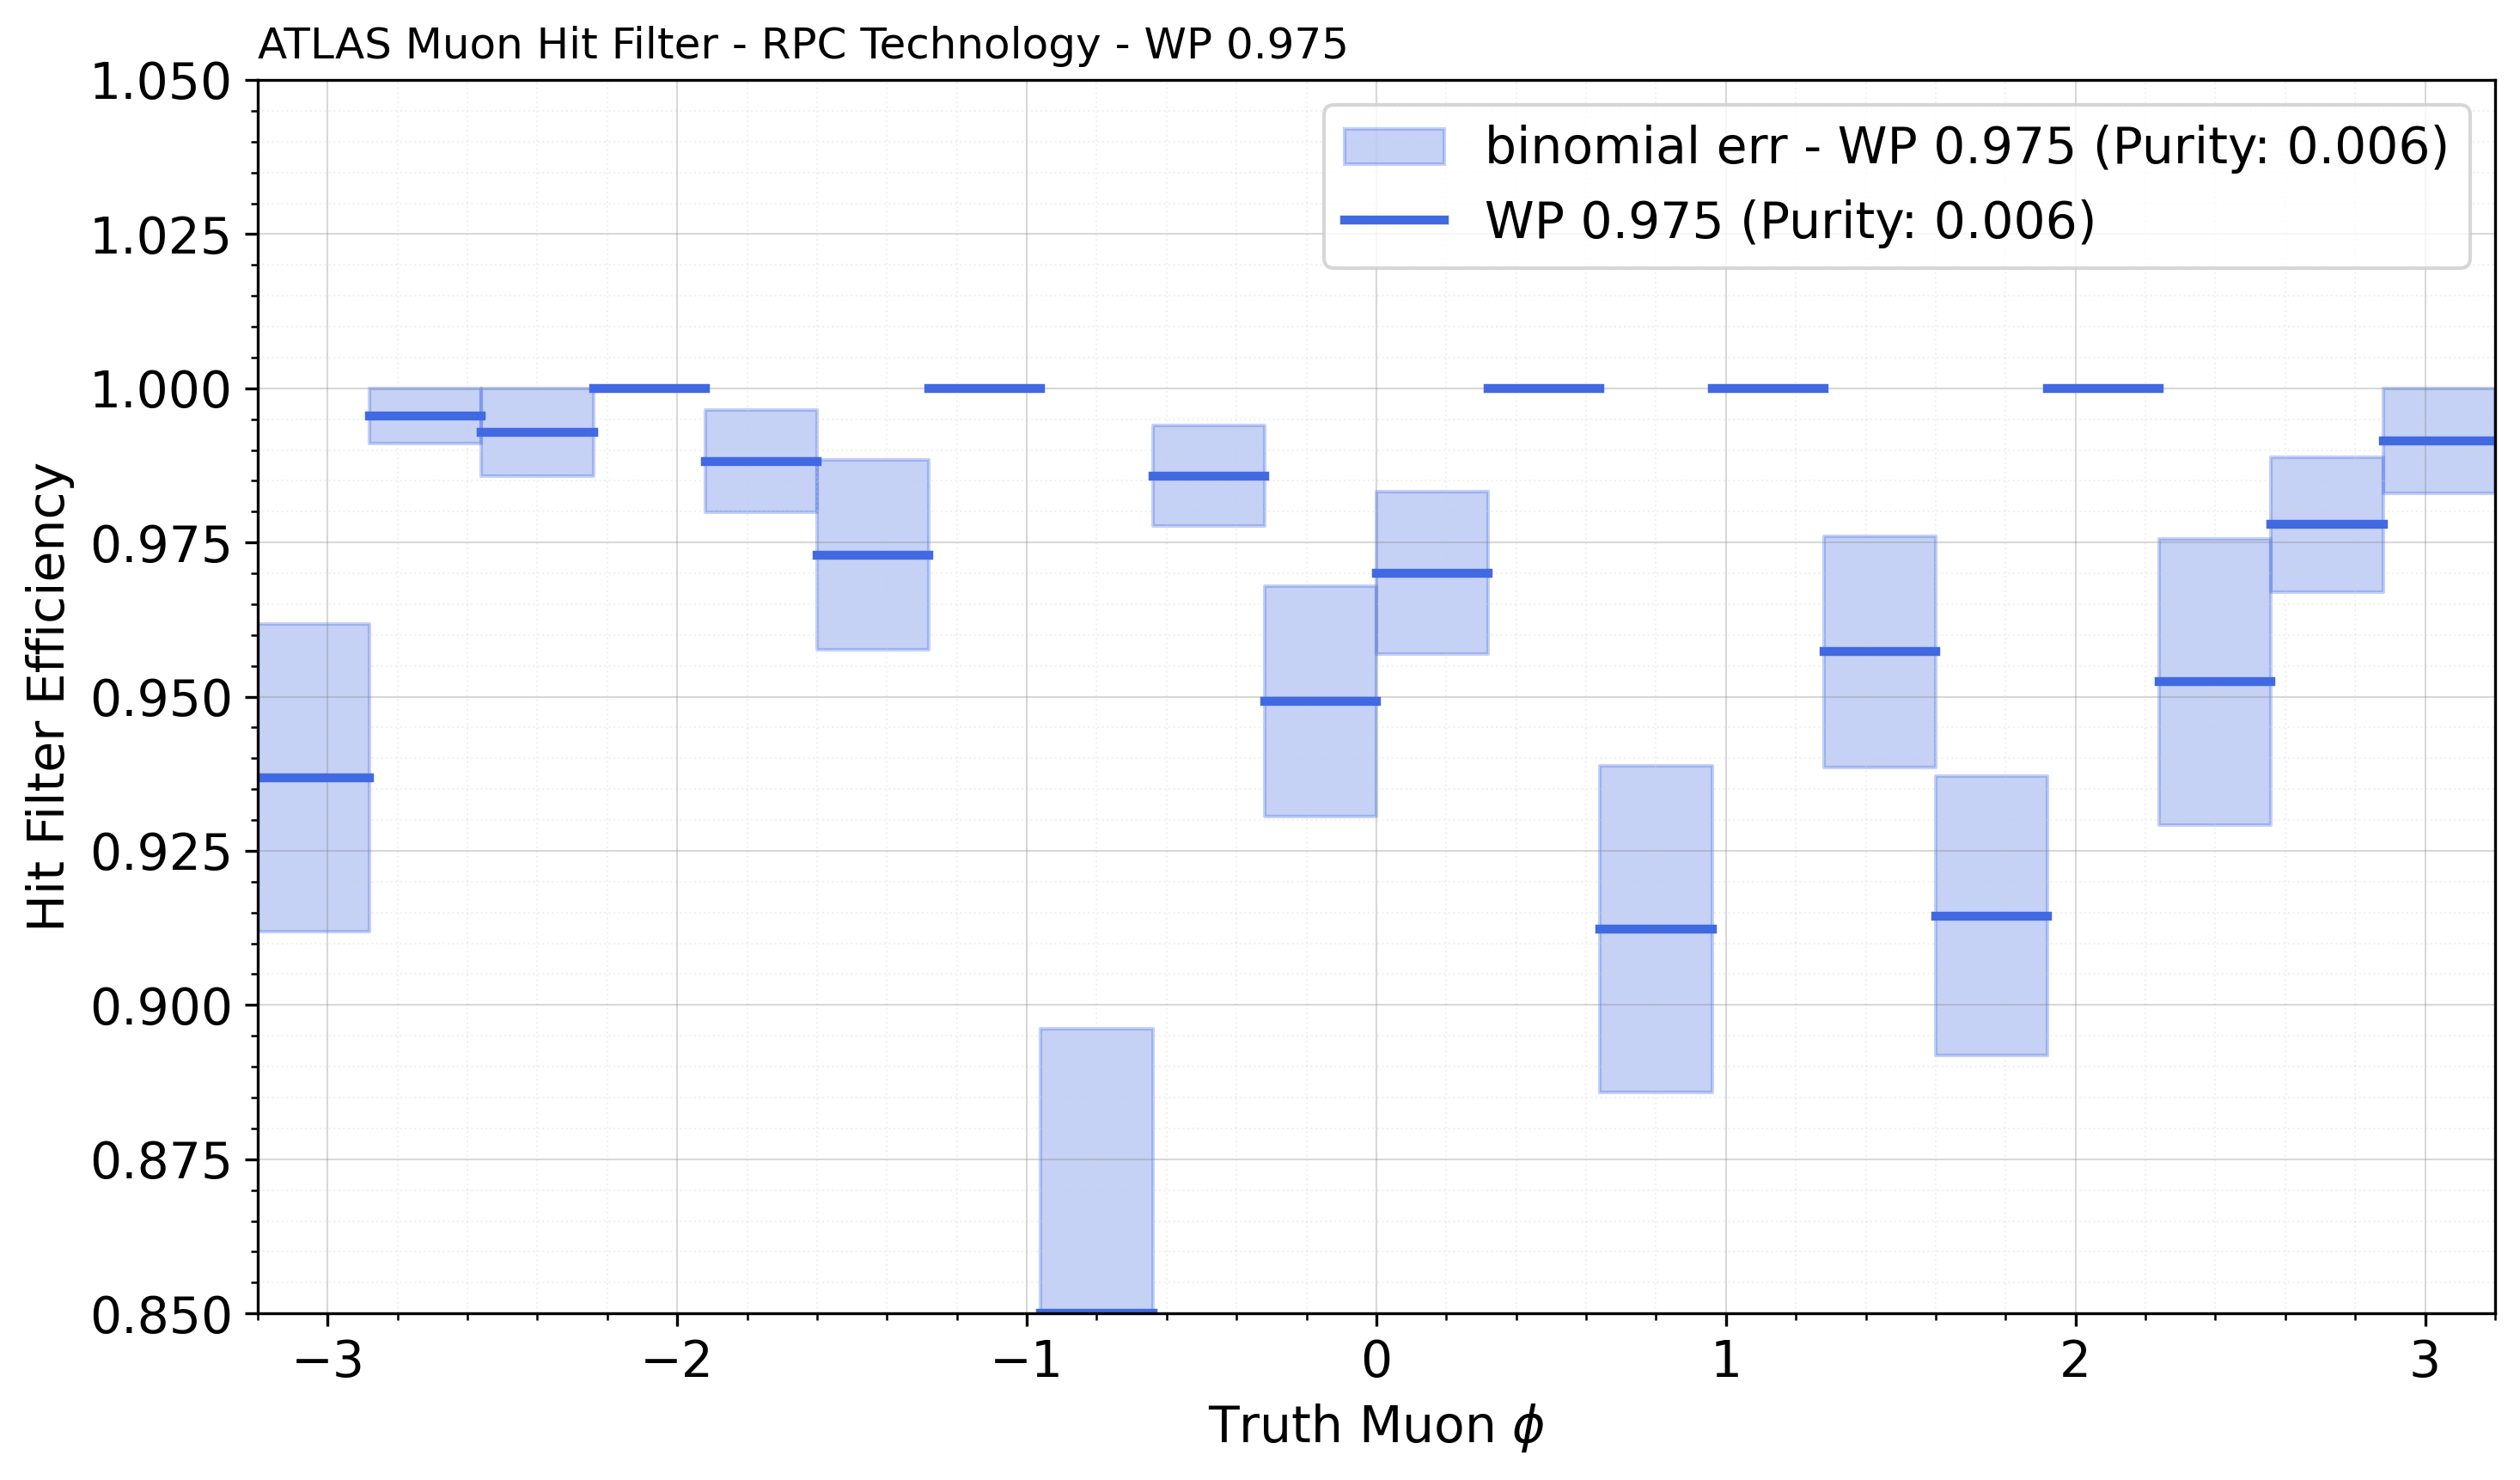 ATLAS Muon Hit Filter - RPC Technology - WP 0.975
1.050
1.025
1.000
0.975
0.950
0.925
0.900
0.875
0.850
Hit Filter Efficiency
binomial err - WP 0.975 (Purity: 0.006)
WP 0.975 (Purity: 0.006)
−3 −2 −1 0 1 2 3
Truth Muon ϕ